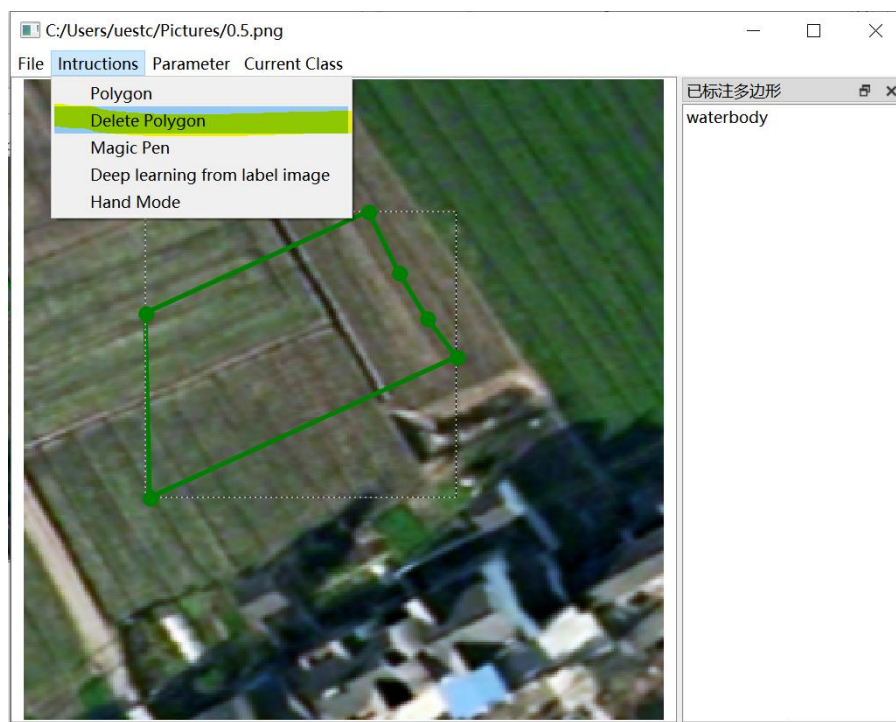 C:/Users/uestc/Pictures/0.5.png
File Intructions Parameter Current Class
Polygon
Delete Polygon
Magic Pen
Deep learning from label image
Hand Mode
已标注多边形
waterbody